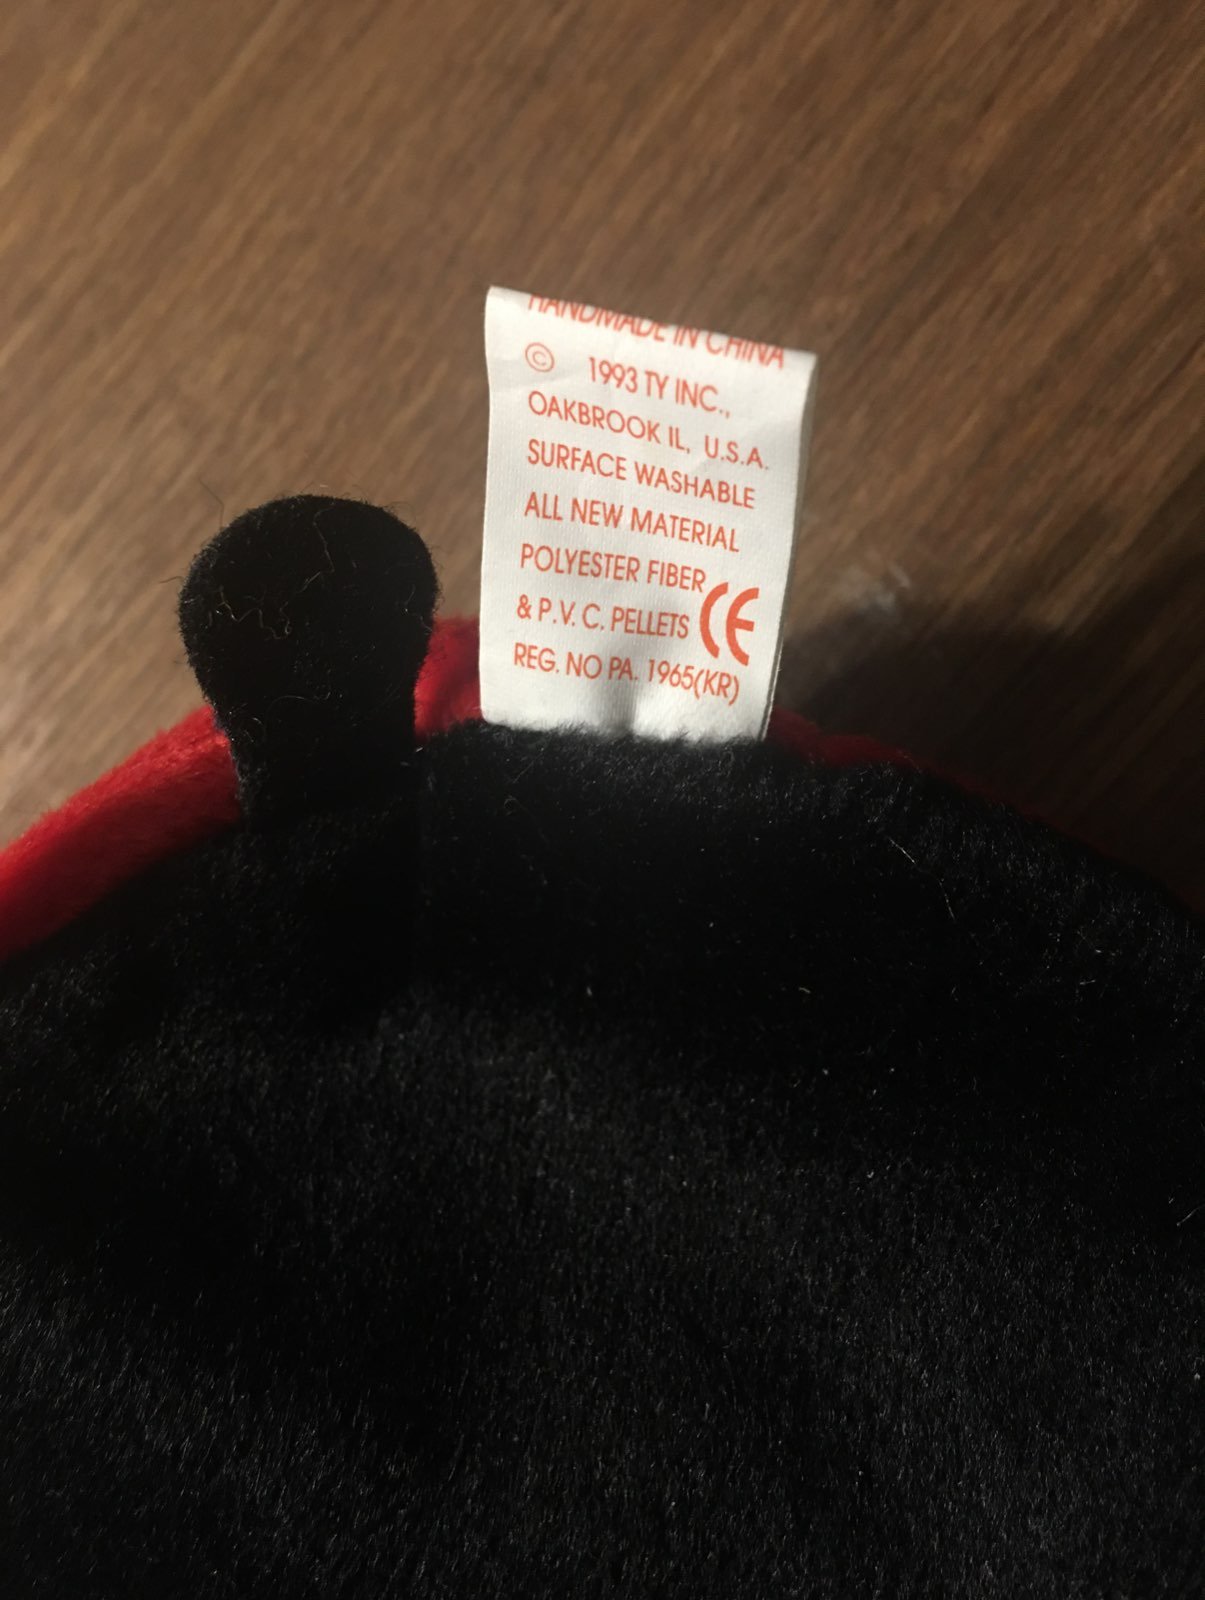 HANDMADE IN CHINA
© 1993 TY INC.,
OAKBROOK IL, U.S.A.
SURFACE WASHABLE
ALL NEW MATERIAL
POLYESTER FIBER
& P.V.C. PELLETS CE
REG. NO PA. 1965(KR)